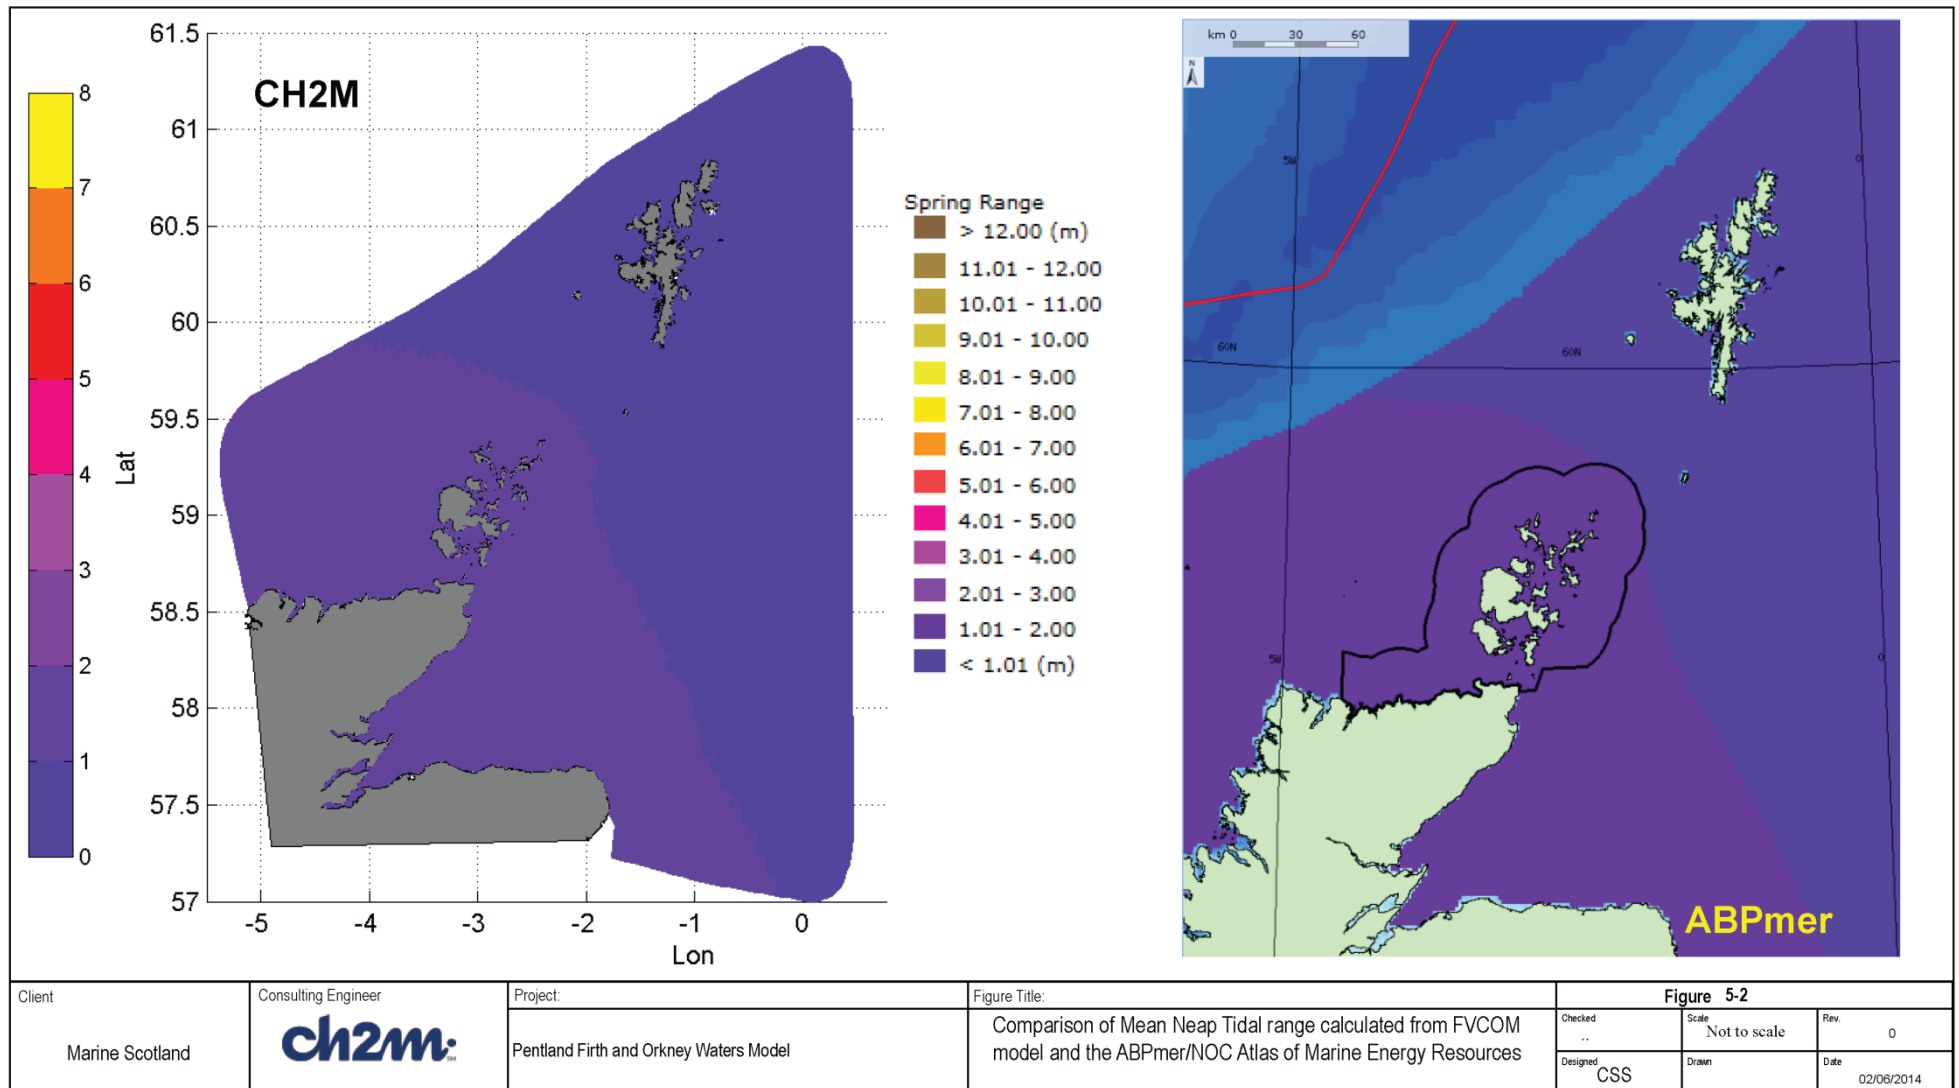 CH2M
61.5
61
60.5
60
59.5
59
58.5
58
57.5
57
Lat
-5
-4
-3
-2
-1
0
Lon
8
7
6
5
4
3
2
1
0
Spring Range
> 12.00 (m)
11.01 - 12.00
10.01 - 11.00
9.01 - 10.00
8.01 - 9.00
7.01 - 8.00
6.01 - 7.00
5.01 - 6.00
4.01 - 5.00
3.01 - 4.00
2.01 - 3.00
1.01 - 2.00
< 1.01 (m)
km 0 30 60
N
5W
0
60N
60N
5W
0
ABPmer
Client
Marine Scotland
Consulting Engineer
ch2m:
SM
Project:
Pentland Firth and Orkney Waters Model
Figure Title:
Comparison of Mean Neap Tidal range calculated from FVCOM
model and the ABPmer/NOC Atlas of Marine Energy Resources
Figure 5-2
Checked
..
Scale
Not to scale
Rev.
0
Designed
CSS
Drawn
Date
02/06/2014